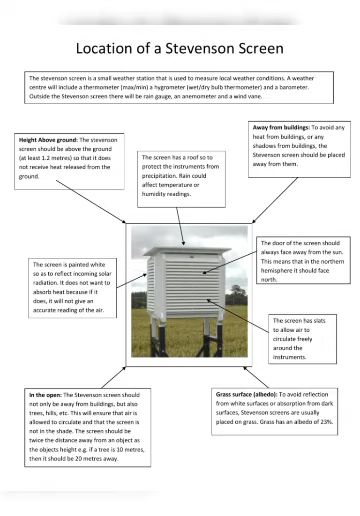 Location of a Stevenson Screen
The stevenson screen is a small weather station that is used to measure local weather conditions. A weather
centre will include a thermometer (max/min) a hygrometer (wet/dry bulb thermometer) and a barometer.
Outside the Stevenson screen there will be rain gauge, an anemometer and a wind vane.
Height Above ground: The stevenson
screen should be above the ground
(at least 1.2 metres) so that it does
not receive heat released from the
ground.
The screen has a roof so to
protect the instruments from
precipitation. Rain could
affect temperature or
humidity readings.
Away from buildings: To avoid any
heat from buildings, or any
shadows from buildings, the
Stevenson screen should be placed
away from them.
The screen is painted white
so as to reflect incoming solar
radiation. It does not want to
absorb heat because if it
does, it will not give an
accurate reading of the air.
The door of the screen should
always face away from the sun.
This means that in the northern
hemisphere it should face
north.
The screen has slats
to allow air to
circulate freely
around the
instruments.
In the open: The Stevenson screen should
not only be away from buildings, but also
trees, hills, etc. This will ensure that air is
allowed to circulate and that the screen is
not in the shade. The screen should be
twice the distance away from an object as
the objects height e.g. if a tree is 10 metres,
then it should be 20 metres away.
Grass surface (albedo): To avoid reflection
from white surfaces or absorption from dark
surfaces, Stevenson screens are usually
placed on grass. Grass has an albedo of 23%.